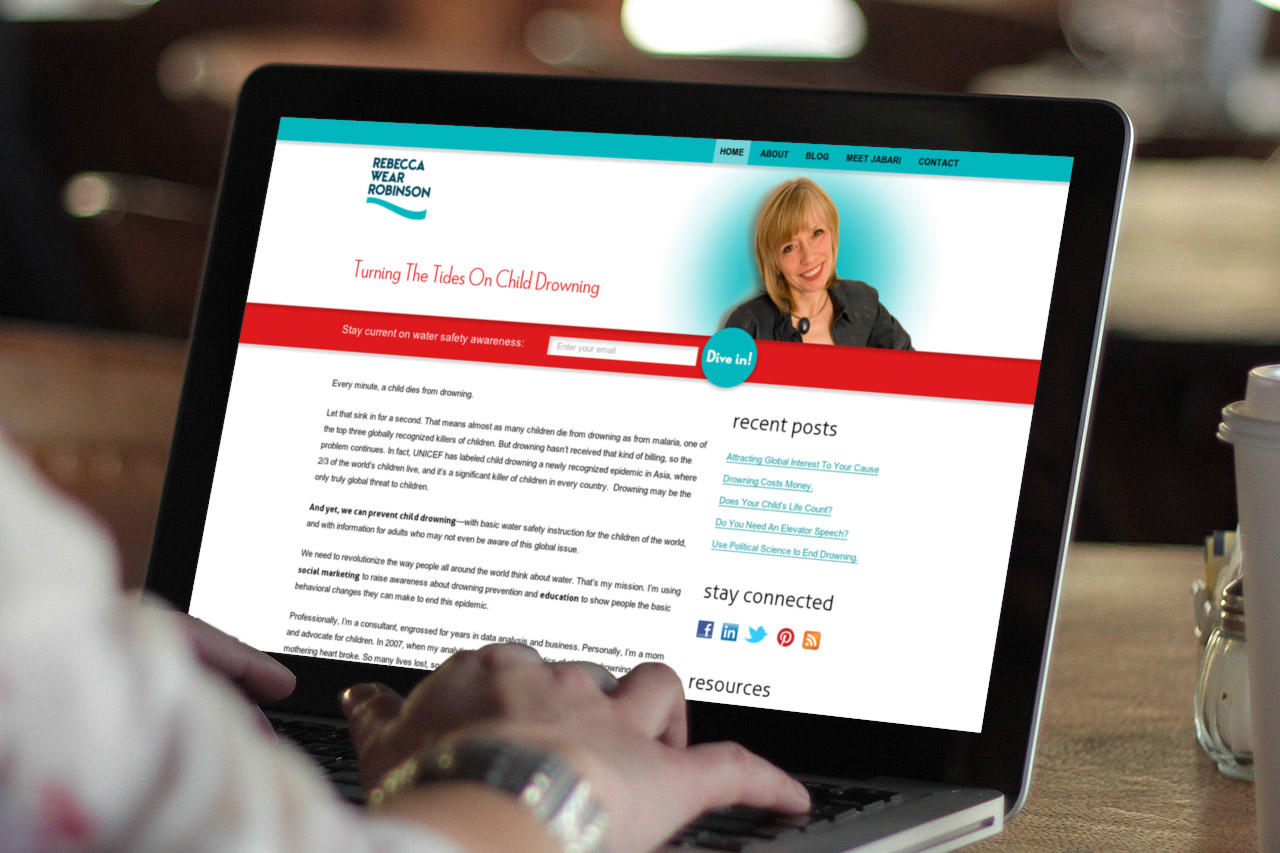 HOME ABOUT BLOG MEET JABARI CONTACT
REBECCA
WEAR
ROBINSON
Turning The Tides On Child Drowning
Stay current on water safety awareness:
Enter your email
Dive in!
Every minute, a child dies from drowning.
Let that sink in for a second. That means almost as many children die from drowning as from malaria, one of
the top three globally recognized killers of children. But drowning hasn't received that kind of billing, so the
problem continues. In fact, UNICEF has labeled child drowning a newly recognized epidemic in Asia, where
2/3 of the world's children live, and it's a significant killer of children in every country. Drowning may be the
only truly global threat to children.
And yet, we can prevent child drowning—with basic water safety instruction for the children of the world,
and with information for adults who may not even be aware of this global issue.
We need to revolutionize the way people all around the world think about water. That's my mission. I'm using
social marketing to raise awareness about drowning prevention and education to show people the basic
behavioral changes they can make to end this epidemic.
Professionally, I'm a consultant, engrossed for years in data analysis and business. Personally, I'm a mom
and advocate for children. In 2007, when my
mothering heart broke. So many lives lost,
recent posts
Attracting Global Interest To Your Cause
Drowning Costs Money.
Does Your Child's Life Count?
Do You Need An Elevator Speech?
Use Political Science to End Drowning.
stay connected
resources